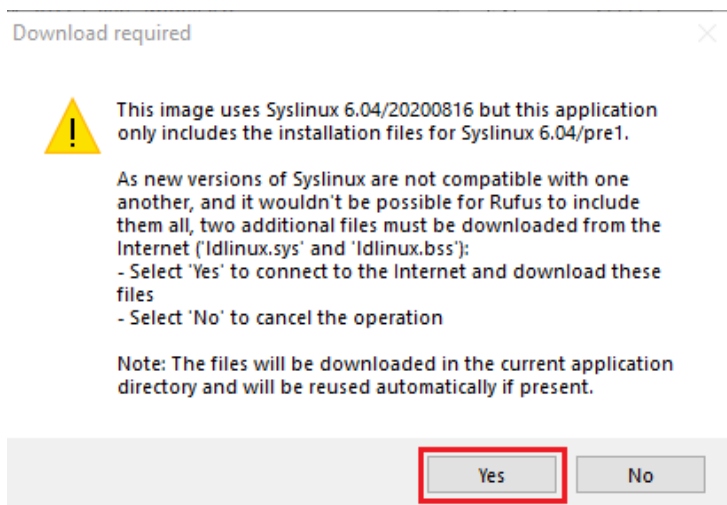 Download required
This image uses Syslinux 6.04/20200816 but this application
only includes the installation files for Syslinux 6.04/pre1.
As new versions of Syslinux are not compatible with one
another, and it wouldn't be possible for Rufus to include
them all, two additional files must be downloaded from the
Internet ('ldlinux.sys' and 'ldlinux.bss'):
- Select 'Yes' to connect to the Internet and download these
files
- Select 'No' to cancel the operation
Note: The files will be downloaded in the current application
directory and will be reused automatically if present.
Yes No